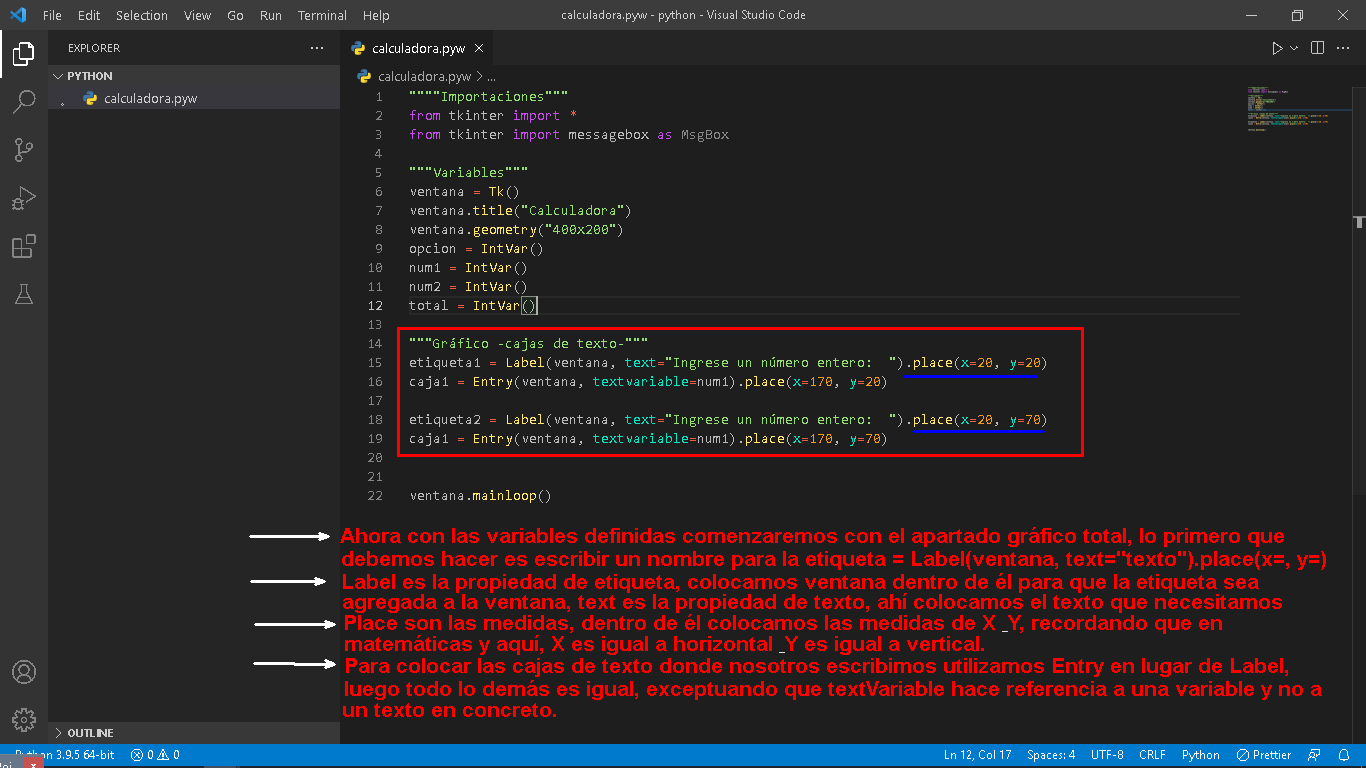 File Edit Selection View Go Run Terminal Help calculadora.pyw - python - Visual Studio Code
EXPLORER
PYTHON
calculadora.pyw
OUTLINE
calculadora.pyw
calculadora.pyw > ...
1 """"Importaciones"""
2 from tkinter import *
3 from tkinter import messagebox as MsgBox
4
5 """Variables"""
6 ventana = Tk()
7 ventana.title("Calculadora")
8 ventana.geometry("400x200")
9 opcion = IntVar()
10 num1 = IntVar()
11 num2 = IntVar()
12 total = IntVar()
13
14 """Gráfico -cajas de texto-"""
15 etiqueta1 = Label(ventana, text="Ingrese un número entero:  ").place(x=20, y=20)
16 caja1 = Entry(ventana, textvariable=num1).place(x=170, y=20)
17
18 etiqueta2 = Label(ventana, text="Ingrese un número entero:  ").place(x=20, y=70)
19 caja1 = Entry(ventana, textvariable=num1).place(x=170, y=70)
20
21
22 ventana.mainloop()
Ahora con las variables definidas comenzaremos con el apartado gráfico total, lo primero que
debemos hacer es escribir un nombre para la etiqueta = Label(ventana, text="texto").place(x=, y=)
Label es la propiedad de etiqueta, colocamos ventana dentro de él para que la etiqueta sea
agregada a la ventana, text es la propiedad de texto, ahí colocamos el texto que necesitamos
Place son las medidas, dentro de él colocamos las medidas de X _Y, recordando que en
matemáticas y aquí, X es igual a horizontal _Y es igual a vertical.
Para colocar las cajas de texto donde nosotros escribimos utilizamos Entry en lugar de Label,
luego todo lo demás es igual, exceptuando que textVariable hace referencia a una variable y no a
un texto en concreto.
Python 3.9.5 64-bit 0 0 Ln 12, Col 17 Spaces: 4 UTF-8 CRLF Python Prettier